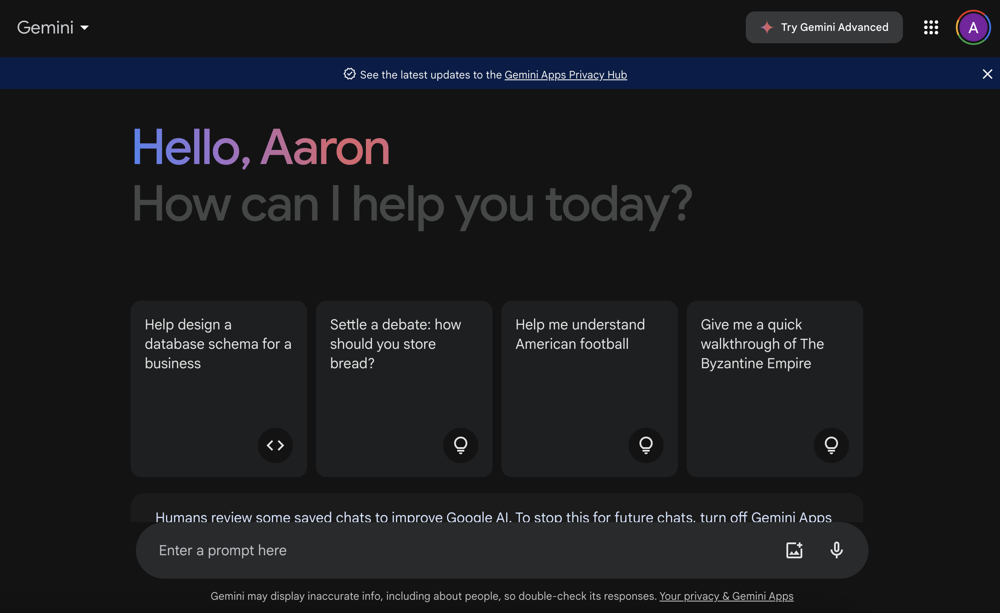 Gemini
Try Gemini Advanced
A
See the latest updates to the Gemini Apps Privacy Hub
Hello, Aaron
How can I help you today?
Help design a
database schema for a
business
Settle a debate: how
should you store
bread?
Help me understand
American football
Give me a quick
walkthrough of The
Byzantine Empire
Humans review some saved chats to improve Google AI. To stop this for future chats, turn off Gemini Apps
Enter a prompt here
Gemini may display inaccurate info, including about people, so double-check its responses. Your privacy & Gemini Apps